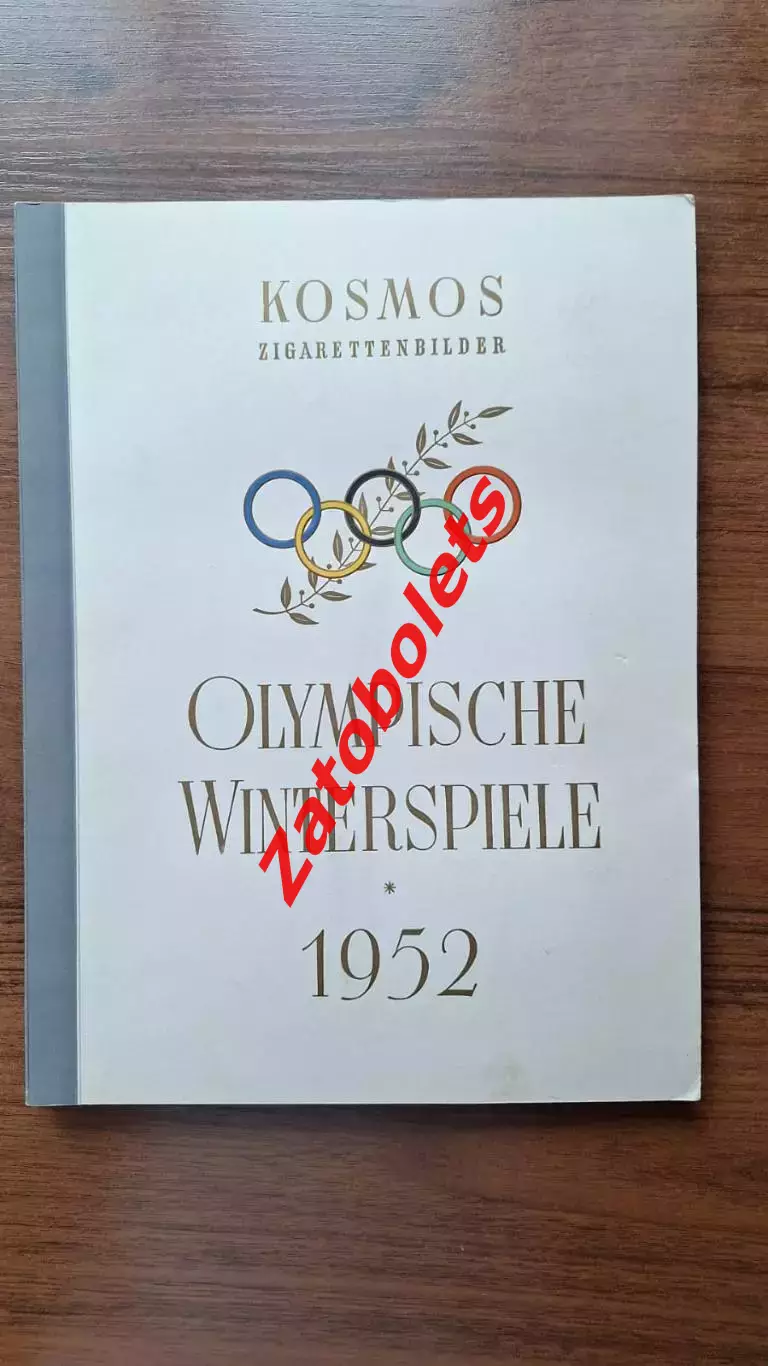 KOSMOS
ZIGARETTENBILDER
OLYMPISCHE
WINTERSPIELE
*
1952
Zatobolets